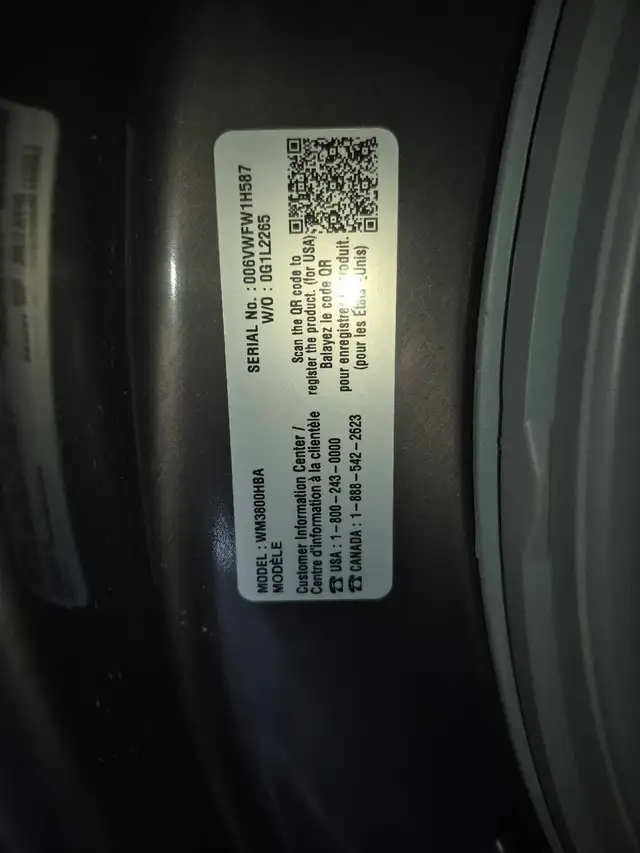 MODEL : WM3800HBA
MODÈLE
SERIAL No. : 006VWFW1H587
W/O : 0G1L2265
Customer Information Center /
Centre d'information à la clientèle
☎ USA : 1-800-243-0000
☎ CANADA : 1-888-542-2623
Scan the QR code to
register the product. (for USA)
Balayez le code QR
pour enregistrer produit.
(pour les Unis)